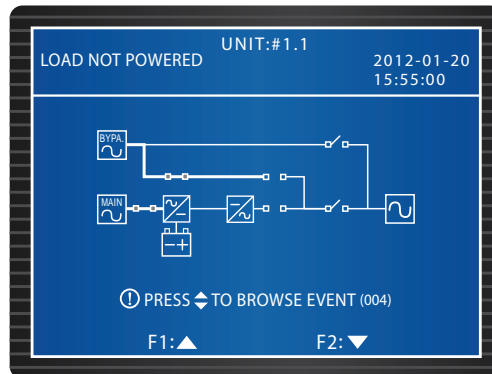 UNIT:#1.1
LOAD NOT POWERED
2012-01-20
15:55:00
BYPA.
MAIN
PRESS TO BROWSE EVENT (004)
F1:
F2: